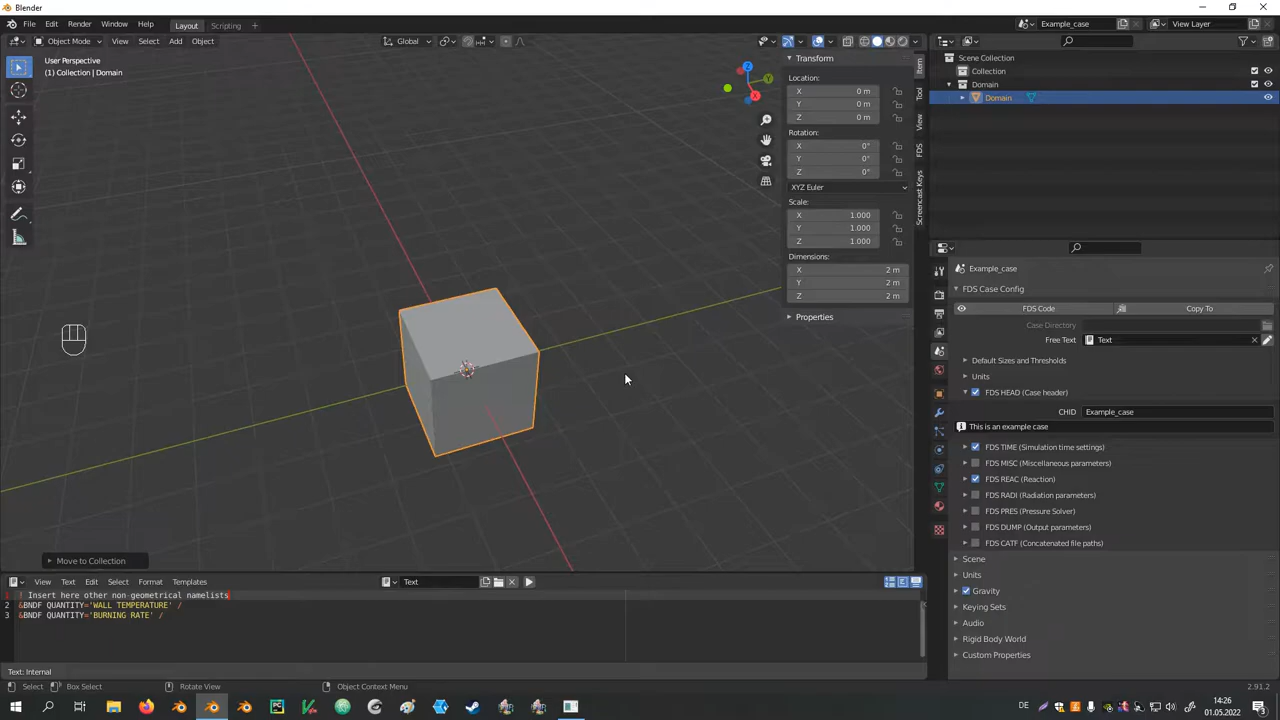 Blender
File Edit Render Window Help Layout Scripting + Example_case View Layer
Object Mode View Select Add Object Global
User Perspective
(1) Collection | Domain
Z
Y
X
Transform
Location:
X 0 m
Y 0 m
Z 0 m
Rotation:
X 0°
Y 0°
Z 0°
XYZ Euler
Scale:
X 1.000
Y 1.000
Z 1.000
Dimensions:
X 2 m
Y 2 m
Z 2 m
Properties
Item
Tool
View
FDS
Screencast Keys
Scene Collection
Collection
Domain
Domain
Example_case
FDS Case Config
FDS Code Copy To
Case Directory
Free Text Text
Default Sizes and Thresholds
Units
FDS HEAD (Case header)
CHID Example_case
This is an example case
FDS TIME (Simulation time settings)
FDS MISC (Miscellaneous parameters)
FDS REAC (Reaction)
FDS RADI (Radiation parameters)
FDS PRES (Pressure Solver)
FDS DUMP (Output parameters)
FDS CATF (Concatenated file paths)
Scene
Units
Gravity
Keying Sets
Audio
Rigid Body World
Custom Properties
Move to Collection
View Text Edit Select Format Templates Text
1 ! Insert here other non-geometrical namelists
2 &BNDF QUANTITY='WALL TEMPERATURE' /
3 &BNDF QUANTITY='BURNING RATE' /
Text: Internal
Select Box Select Rotate View Object Context Menu 2.91.2
DE 14:26
01.05.2022